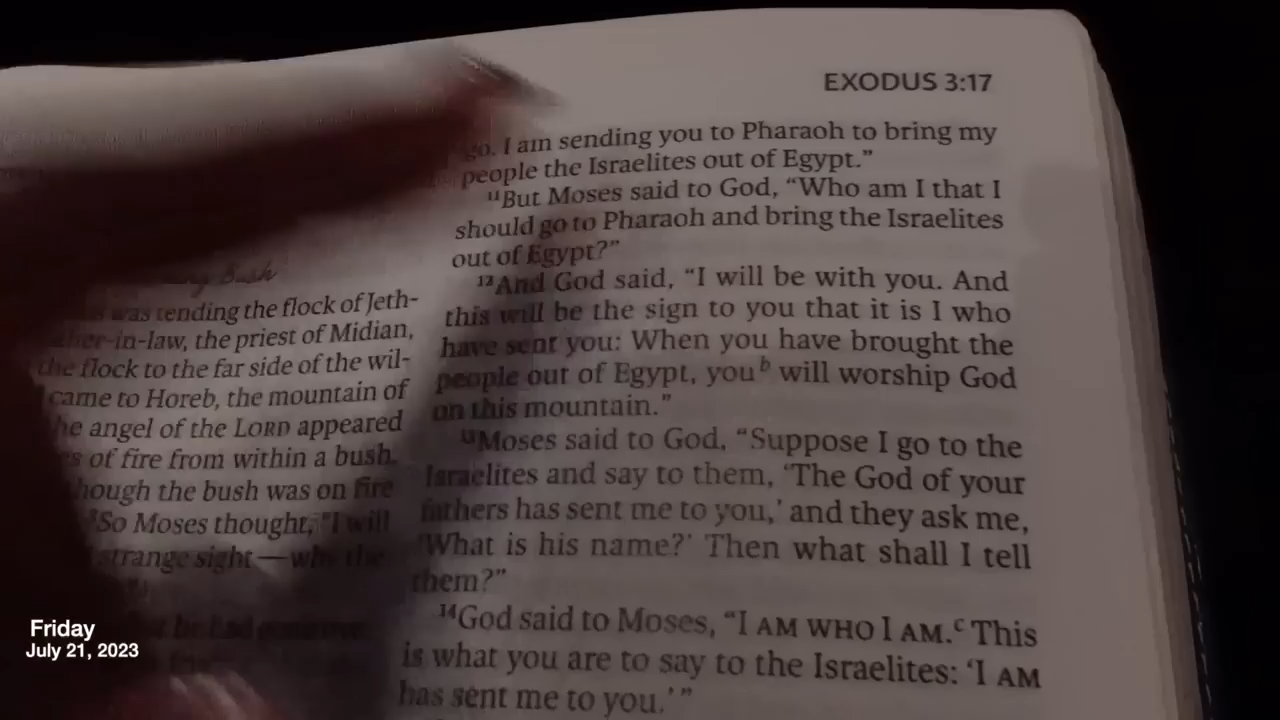 EXODUS 3:17
Bush
was tending the flock of Jeth-
er-in-law, the priest of Midian,
the flock to the far side of the wil-
came to Horeb, the mountain of
he angel of the LORD appeared
of fire from within a bush.
hough the bush was on fire
So Moses thought, "I will
strange sight—why the
go. I am sending you to Pharaoh to bring my
people the Israelites out of Egypt.”
11But Moses said to God, “Who am I that I
should go to Pharaoh and bring the Israelites
out of Egypt?”
12And God said, “I will be with you. And
this will be the sign to you that it is I who
have sent you: When you have brought the
people out of Egypt, you b will worship God
on this mountain.”
13Moses said to God, “Suppose I go to the
Israelites and say to them, ‘The God of your
fathers has sent me to you,’ and they ask me,
‘What is his name?’ Then what shall I tell
them?”
14God said to Moses, “I AM WHO I AM.c This
is what you are to say to the Israelites: ‘I AM
has sent me to you.’”
Friday
July 21, 2023